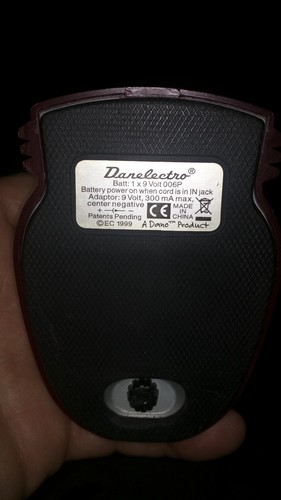 Danelectro®
Batt: 1 x 9 Volt 006P
Battery power on when cord is in IN jack
Adaptor: 9 Volt, 300 mA max,
center negative
Patents Pending
©EC 1999
CE
MADE IN CHINA
A Dano™ Product